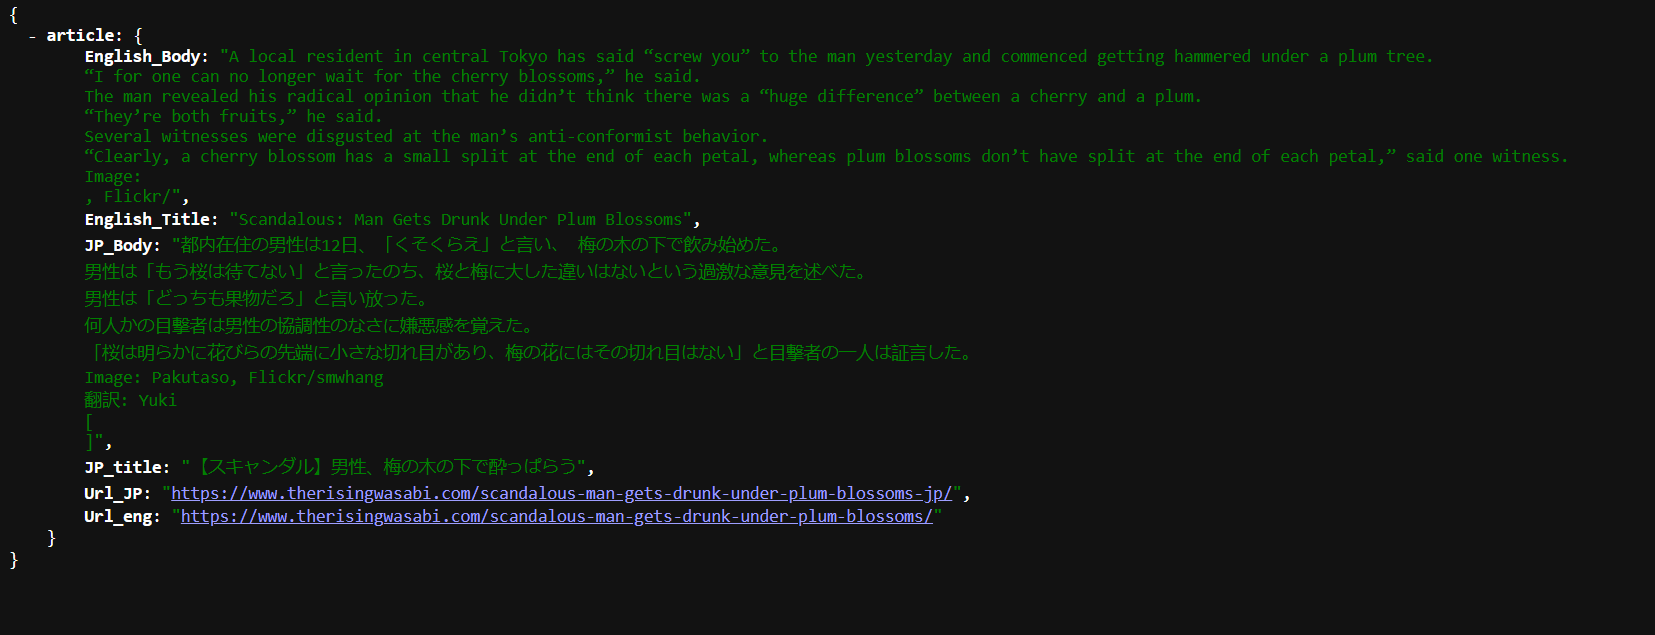 {
- article: {
English_Body: "A local resident in central Tokyo has said “screw you” to the man yesterday and commenced getting hammered under a plum tree.
“I for one can no longer wait for the cherry blossoms,” he said.
The man revealed his radical opinion that he didn’t think there was a “huge difference” between a cherry and a plum.
“They’re both fruits,” he said.
Several witnesses were disgusted at the man’s anti-conformist behavior.
“Clearly, a cherry blossom has a small split at the end of each petal, whereas plum blossoms don’t have split at the end of each petal,” said one witness.
Image:
, Flickr/",
English_Title: "Scandalous: Man Gets Drunk Under Plum Blossoms",
JP_Body: "都内在住の男性は12日、「くそくらえ」と言い、 梅の木の下で飲み始めた。
男性は「もう桜は待てない」と言ったのち、桜と梅に大した違いはないという過激な意見を述べた。
男性は「どっちも果物だろ」と言い放った。
何人かの目撃者は男性の協調性のなさに嫌悪感を覚えた。
「桜は明らかに花びらの先端に小さな切れ目があり、梅の花にはその切れ目はない」と目撃者の一人は証言した。
Image: Pakutaso, Flickr/smwhang
翻訳: Yuki
[
]",
JP_title: "【スキャンダル】男性、梅の木の下で酔っぱらう",
Url_JP: "https://www.therisingwasabi.com/scandalous-man-gets-drunk-under-plum-blossoms-jp/",
Url_eng: "https://www.therisingwasabi.com/scandalous-man-gets-drunk-under-plum-blossoms/"
}
}